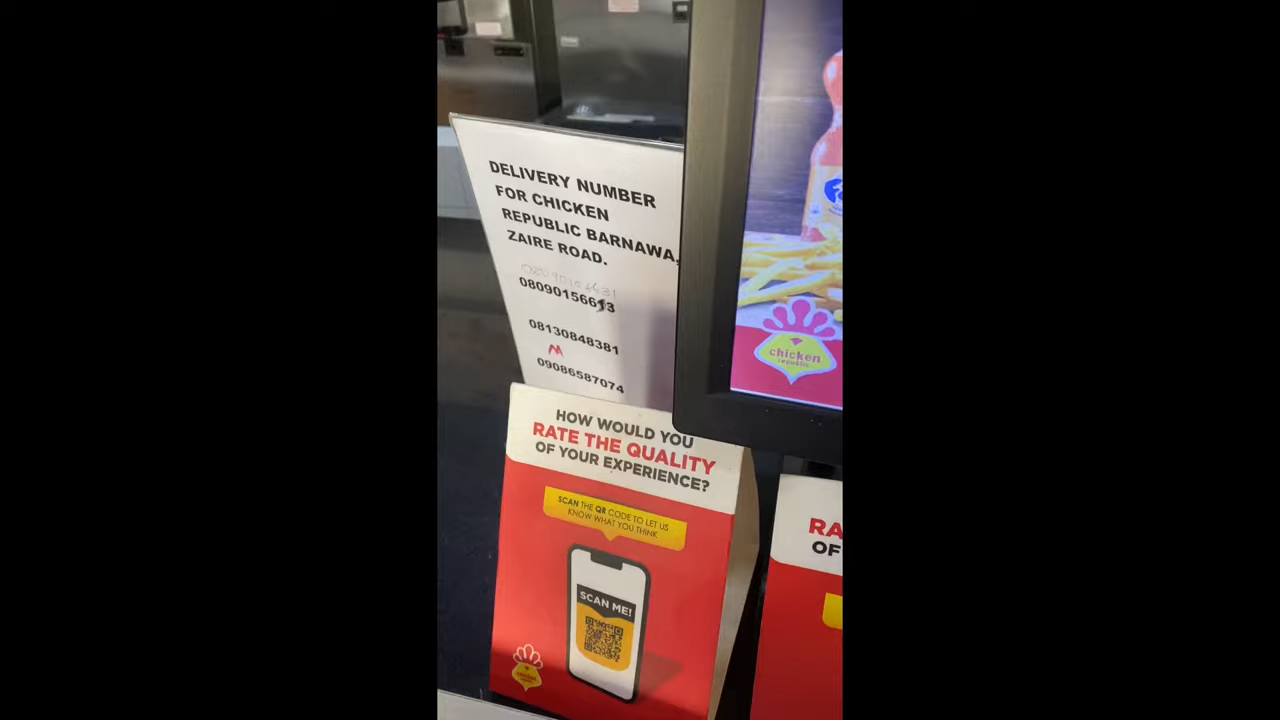 DELIVERY NUMBER
FOR CHICKEN
REPUBLIC BARNAWA,
ZAIRE ROAD.
08090156613
08130848381
09086587074
HOW WOULD YOU
RATE THE QUALITY
OF YOUR EXPERIENCE?
SCAN THE QR CODE TO LET US
KNOW WHAT YOU THINK
SCAN ME!
chicken
republic
RA
OF